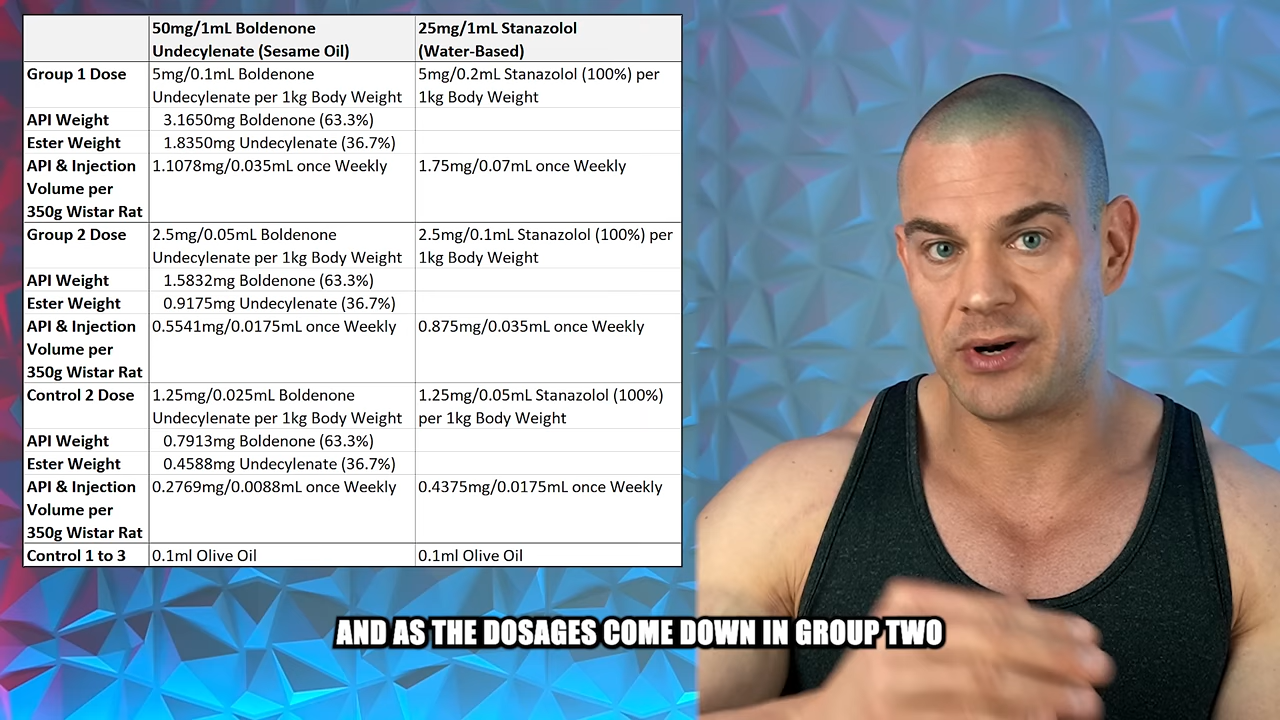 50mg/1mL Boldenone
Undecylenate (Sesame Oil)
25mg/1mL Stanazolol
(Water-Based)
Group 1 Dose
5mg/0.1mL Boldenone
Undecylenate per 1kg Body Weight
5mg/0.2mL Stanazolol (100%) per
1kg Body Weight
API Weight
3.1650mg Boldenone (63.3%)
Ester Weight
1.8350mg Undecylenate (36.7%)
API & Injection
Volume per
350g Wistar Rat
1.1078mg/0.035mL once Weekly
1.75mg/0.07mL once Weekly
Group 2 Dose
2.5mg/0.05mL Boldenone
Undecylenate per 1kg Body Weight
2.5mg/0.1mL Stanazolol (100%) per
1kg Body Weight
API Weight
1.5832mg Boldenone (63.3%)
Ester Weight
0.9175mg Undecylenate (36.7%)
API & Injection
Volume per
350g Wistar Rat
0.5541mg/0.0175mL once Weekly
0.875mg/0.035mL once Weekly
Control 2 Dose
1.25mg/0.025mL Boldenone
Undecylenate per 1kg Body Weight
1.25mg/0.05mL Stanazolol (100%)
per 1kg Body Weight
API Weight
0.7913mg Boldenone (63.3%)
Ester Weight
0.4588mg Undecylenate (36.7%)
API & Injection
Volume per
350g Wistar Rat
0.2769mg/0.0088mL once Weekly
0.4375mg/0.0175mL once Weekly
Control 1 to 3
0.1ml Olive Oil
0.1ml Olive Oil
AND AS THE DOSAGES COME DOWN IN GROUP TWO